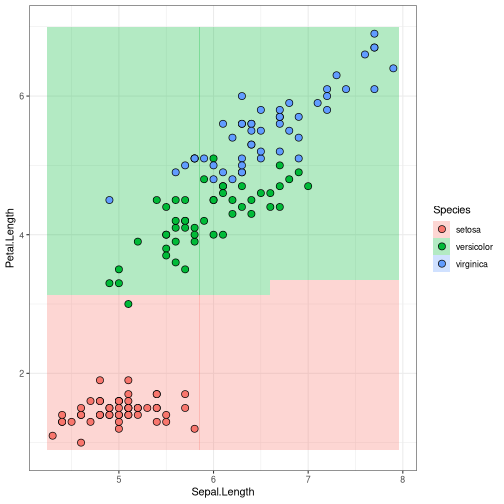 6
4
2
5
6
7
8
Petal.Length
Sepal.Length
Species
setosa
versicolor
virginica